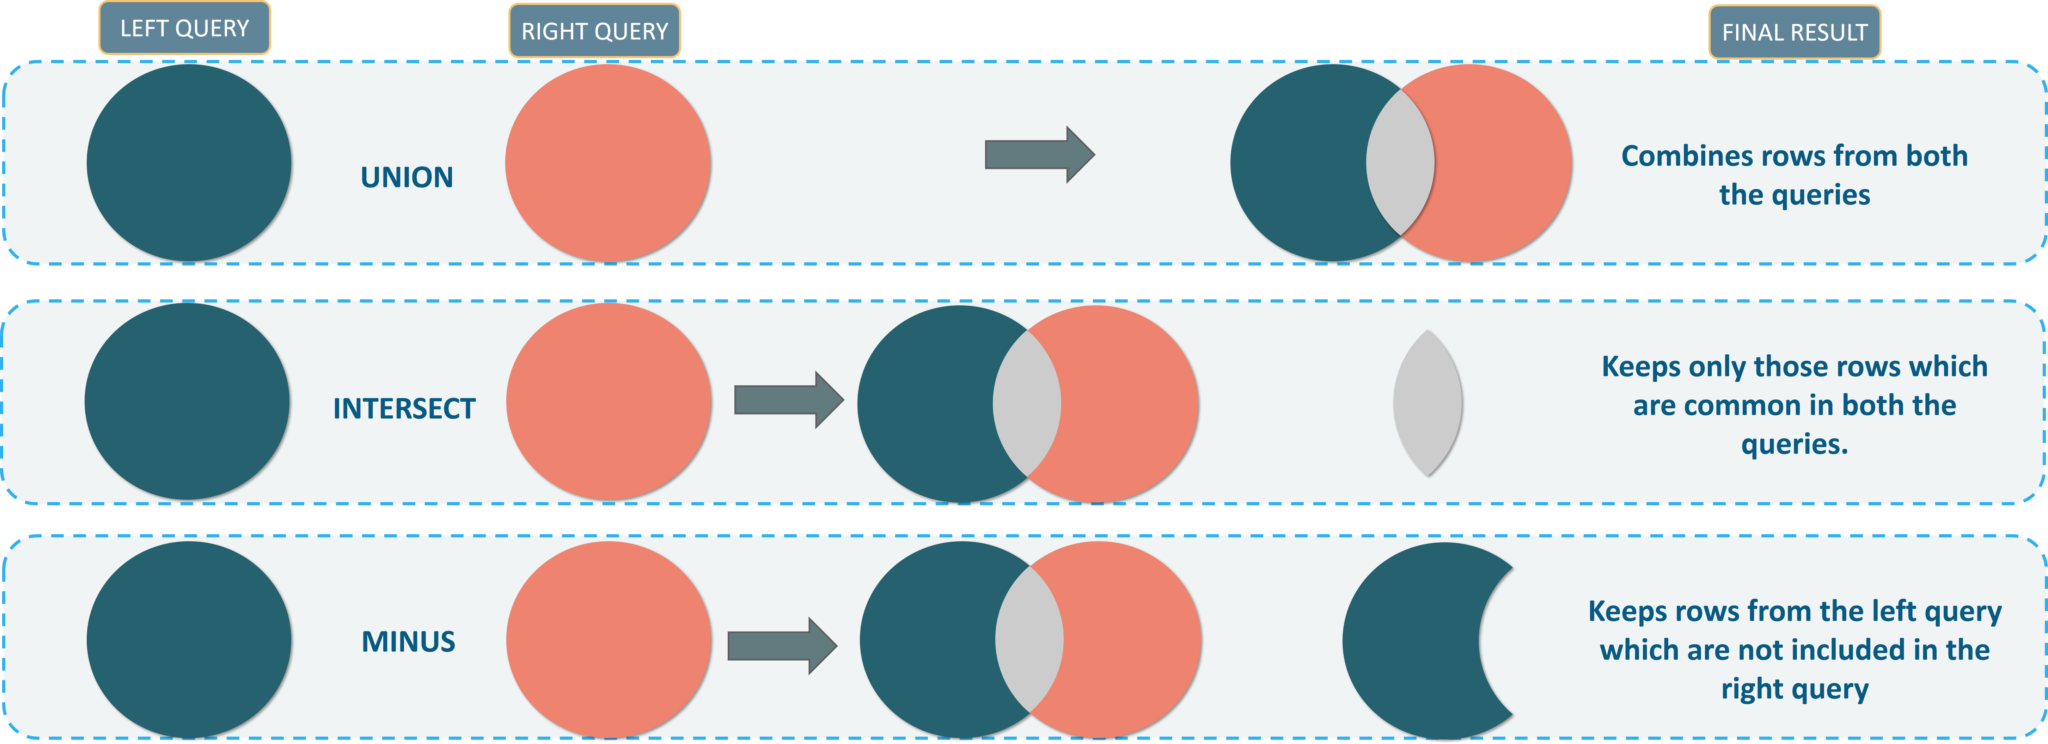 LEFT QUERY
RIGHT QUERY
FINAL RESULT
UNION
Combines rows from both
the queries
INTERSECT
Keeps only those rows which
are common in both the
queries.
MINUS
Keeps rows from the left query
which are not included in the
right query